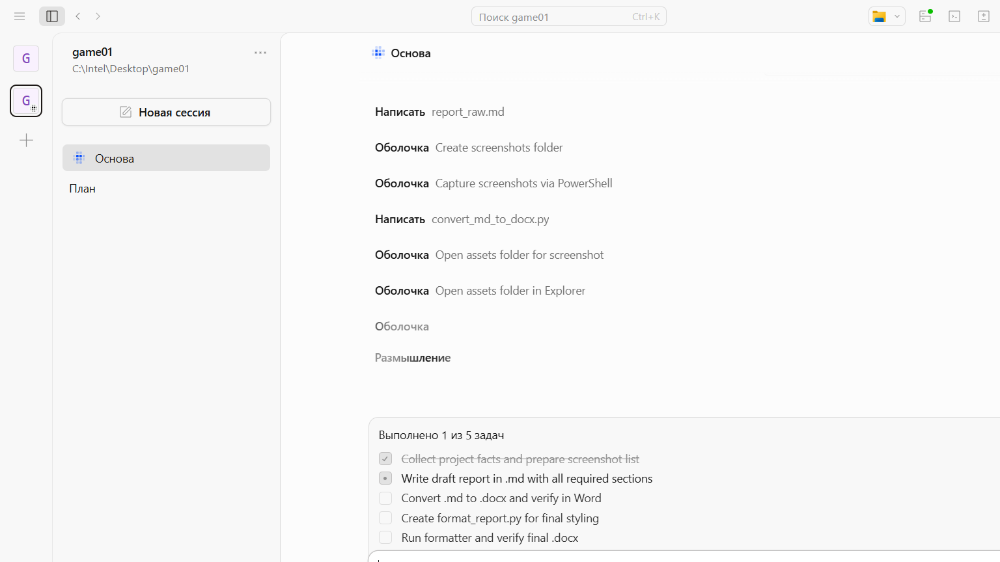 Поиск game01 Ctrl+K
G
G
game01
C:\Intel\Desktop\game01
Новая сессия
Основа
План
Основа
Написать report_raw.md
Оболочка Create screenshots folder
Оболочка Capture screenshots via PowerShell
Написать convert_md_to_docx.py
Оболочка Open assets folder for screenshot
Оболочка Open assets folder in Explorer
Оболочка
Размышление
Выполнено 1 из 5 задач
Collect project facts and prepare screenshot list
Write draft report in .md with all required sections
Convert .md to .docx and verify in Word
Create format_report.py for final styling
Run formatter and verify final .docx